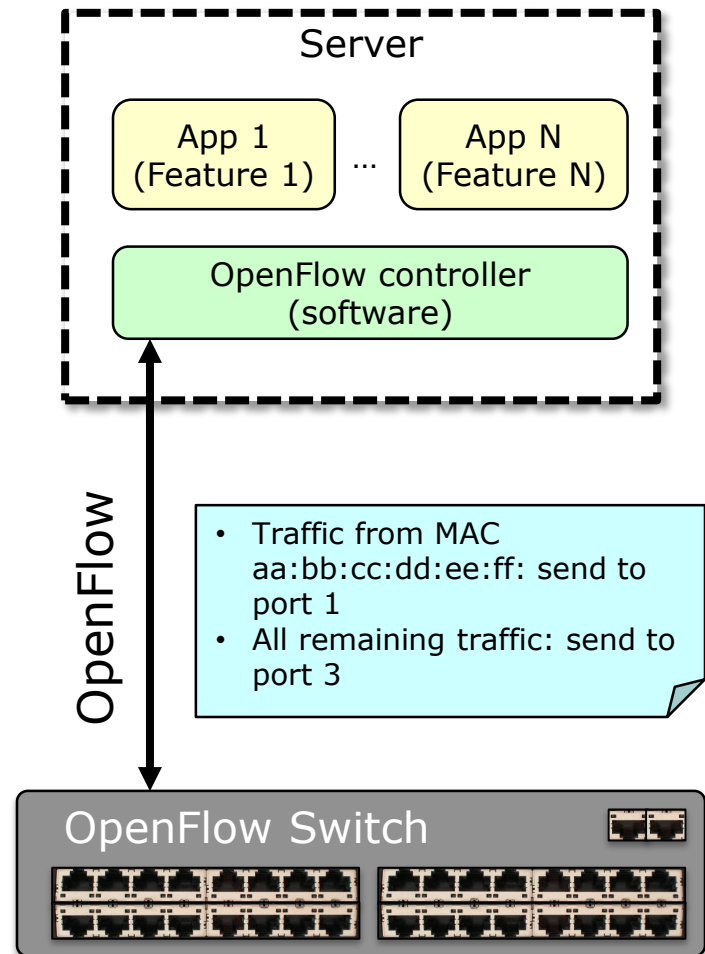 Server
App 1
(Feature 1)
...
App N
(Feature N)
OpenFlow controller
(software)
OpenFlow
• Traffic from MAC
aa:bb:cc:dd:ee:ff: send to
port 1
• All remaining traffic: send to
port 3
OpenFlow Switch